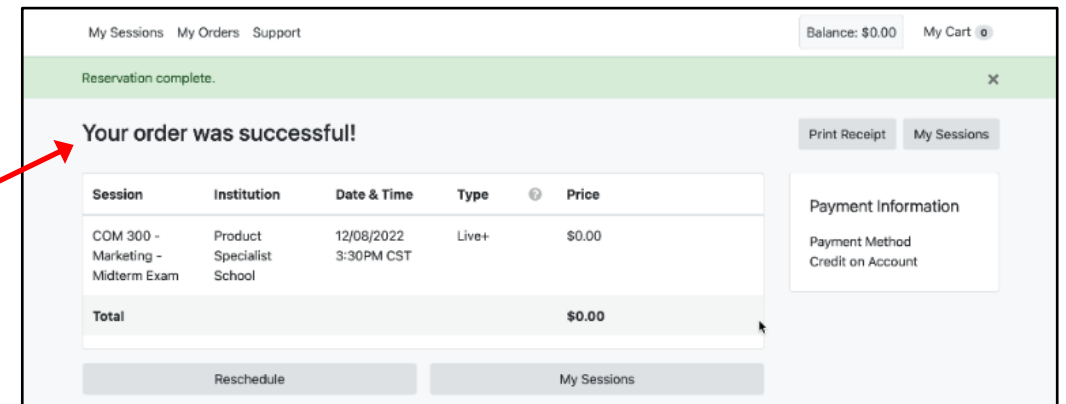 My Sessions My Orders Support Balance: $0.00 My Cart 0
Reservation complete. ×
Your order was successful! Print Receipt My Sessions
Session Institution Date & Time Type ? Price
COM 300 - Product 12/08/2022 Live+ $0.00
Marketing - Specialist 3:30PM CST
Midterm Exam School
Total $0.00
Payment Information
Payment Method
Credit on Account
Reschedule My Sessions